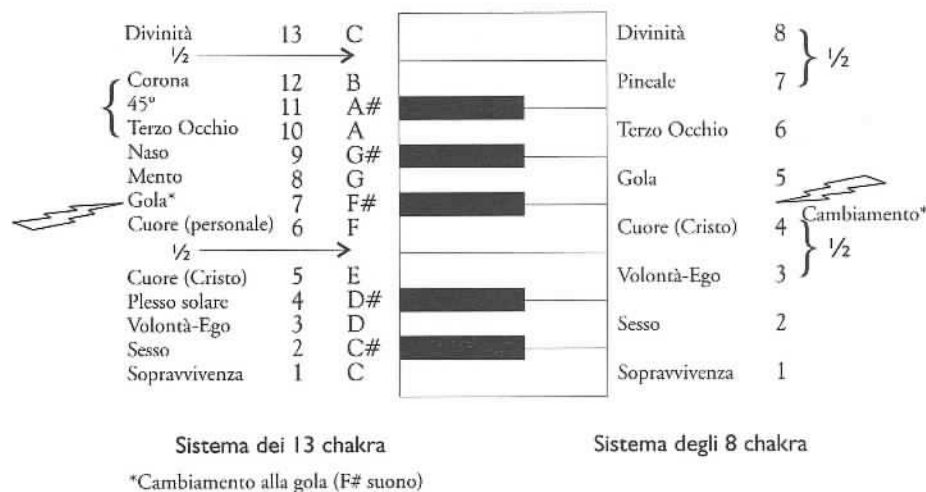 Divinità 13 C
½
Corona 12 B
45° 11 A#
Terzo Occhio 10 A
Naso 9 G#
Mento 8 G
Gola* 7 F#
Cuore (personale) 6 F
½
Cuore (Cristo) 5 E
Plesso solare 4 D#
Volontà-Ego 3 D
Sesso 2 C#
Sopravvivenza 1 C
Divinità 8
½
Pineale 7
Terzo Occhio 6
Gola 5
Cambiamento*
Cuore (Cristo) 4
½
Volontà-Ego 3
Sesso 2
Sopravvivenza 1
Sistema dei 13 chakra
Sistema degli 8 chakra
*Cambiamento alla gola (F# suono)